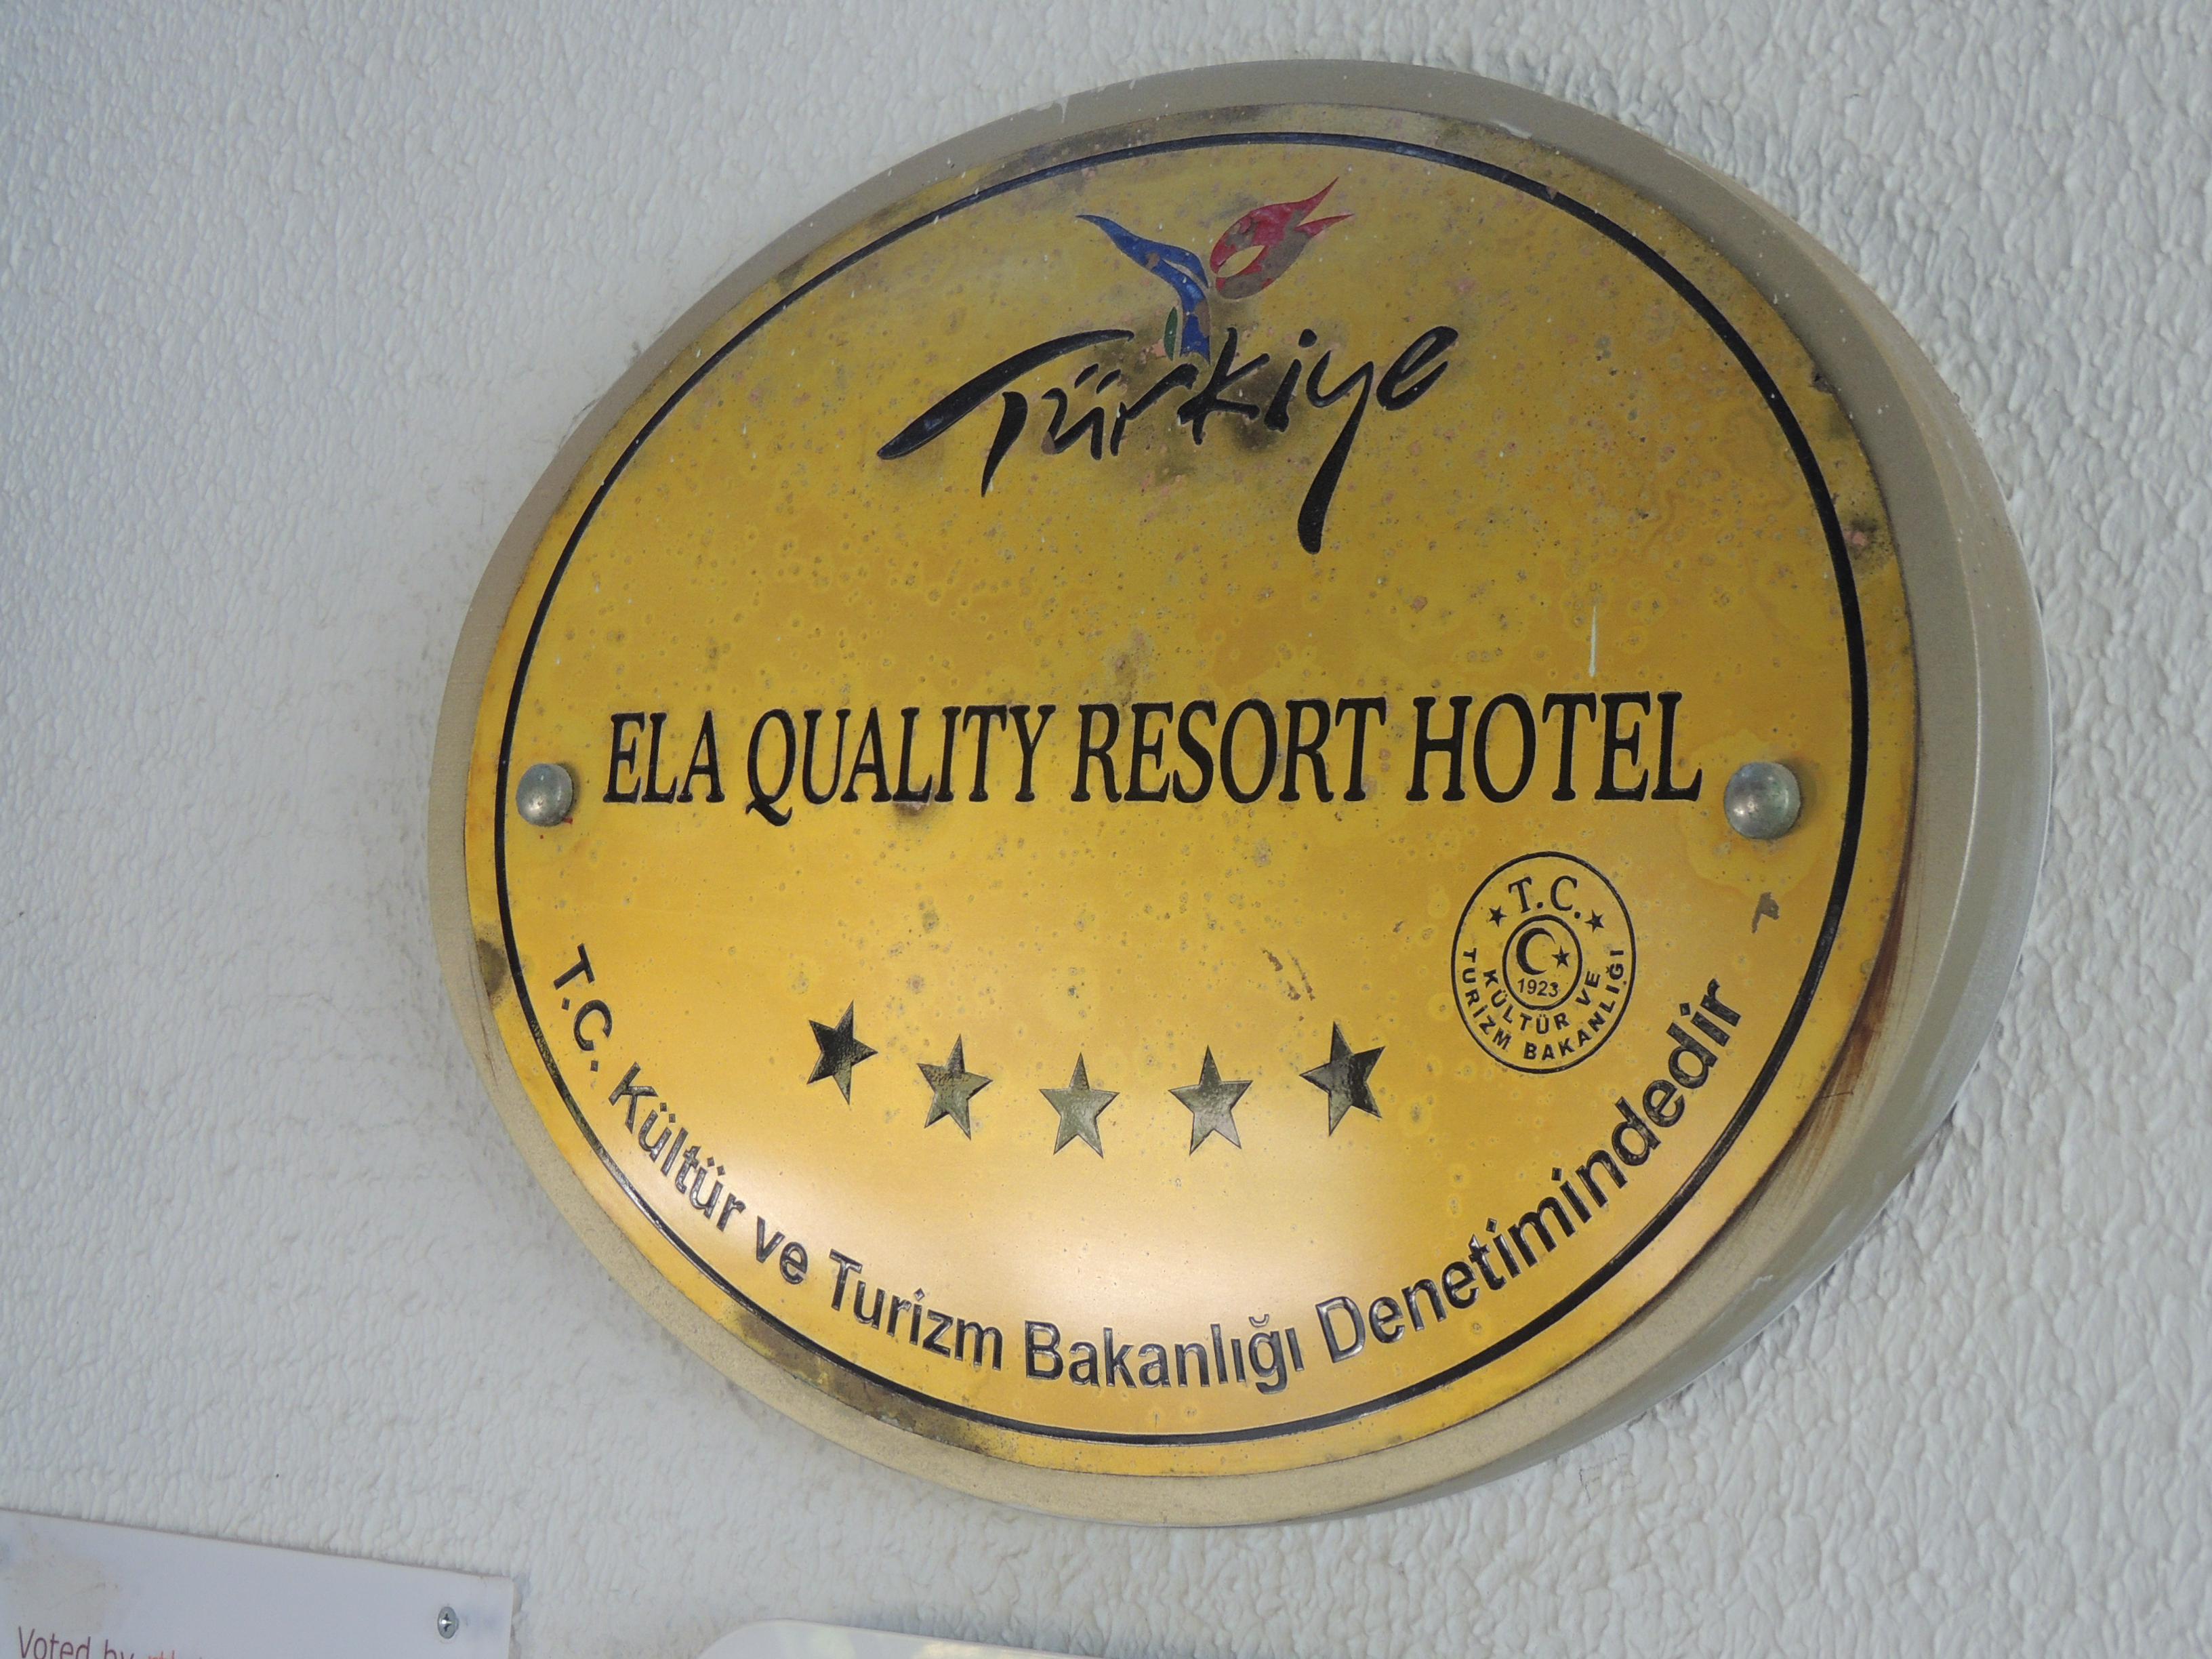 Türkiye
ELA QUALITY RESORT HOTEL
T.C.
1923
KÜLTÜR VE
TURİZM BAKANLIĞI
T.C. Kültür ve Turizm Bakanlığı Denetimindedir
Voted by